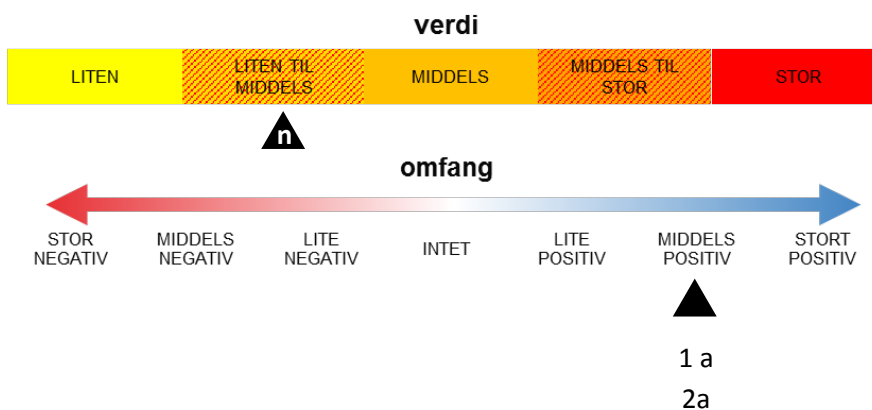 verdi
LITEN
LITEN TIL
MIDDELS
MIDDELS
MIDDELS TIL
STOR
STOR
n
omfang
STOR
NEGATIV
MIDDELS
NEGATIV
LITE
NEGATIV
INTET
LITE
POSITIV
MIDDELS
POSITIV
STORT
POSITIV
1 a
2a